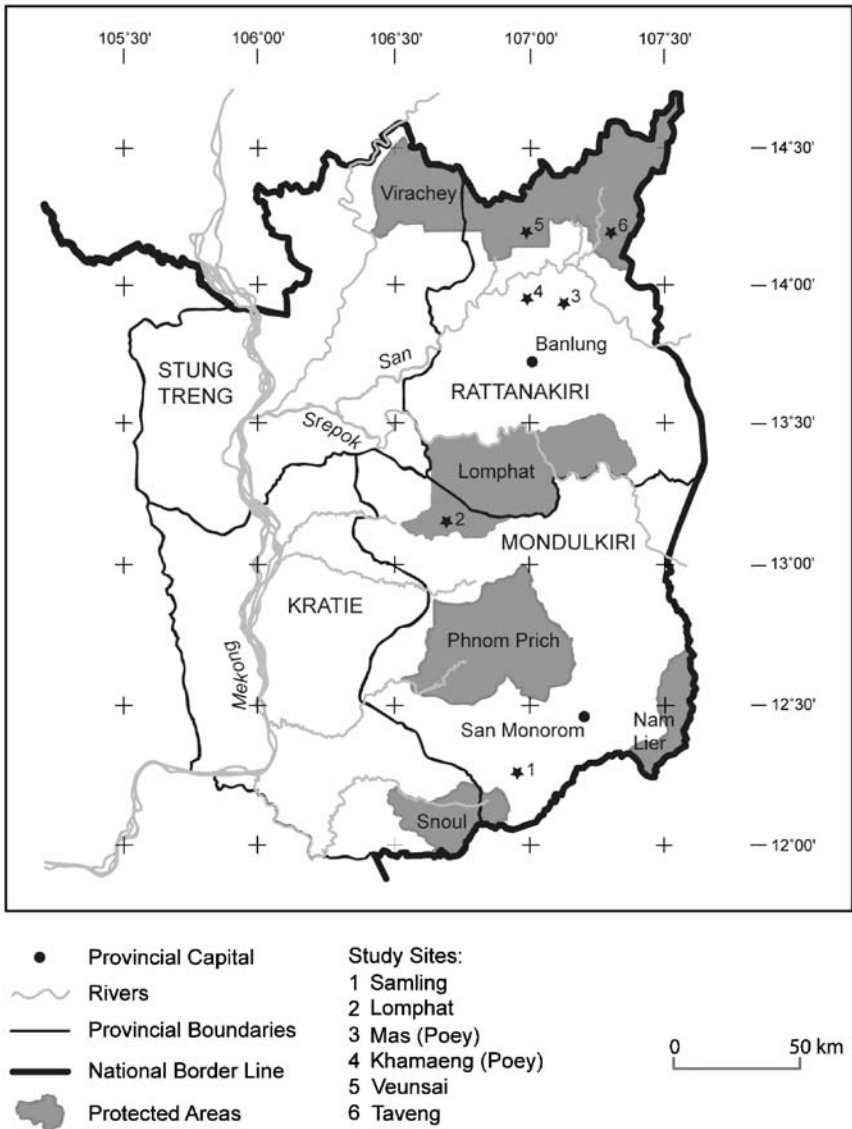 105˚30' 106˚00' 106˚30' 107˚00' 107˚30'
14˚30'
Virachey
5
6
14˚00'
4
3
Banlung
San
STUNG
TRENG
RATTANAKIRI
13˚30'
Srepok
Lomphat
2
MONDULKIRI
13˚00'
KRATIE
Phnom Prich
Mekong
12˚30'
San Monorom
Nam
Lier
1
Snoul
12˚00'
Provincial Capital
Rivers
Provincial Boundaries
National Border Line
Protected Areas
Study Sites:
1 Samling
2 Lomphat
3 Mas (Poey)
4 Khamaeng (Poey)
5 Veunsai
6 Taveng
0 50 km